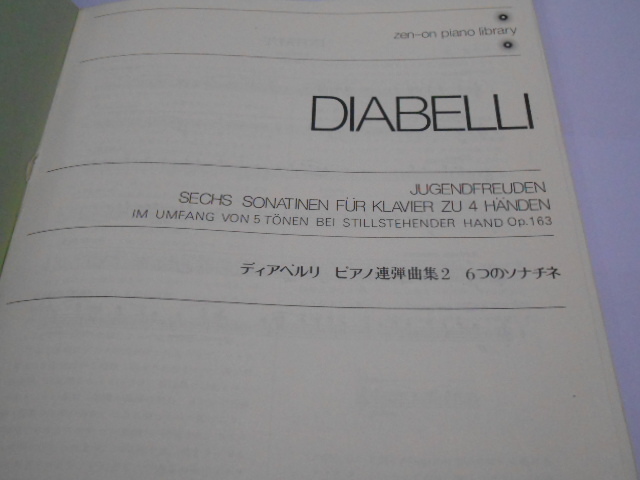 zen-on piano library
DIABELLI
JUGENDFREUDEN
SECHS SONATINEN FÜR KLAVIER ZU 4 HÄNDEN
IM UMFANG VON 5 TÖNEN BEI STILLSTEHENDER HAND Op.163
ディアベルリ ピアノ連弾曲集2 6つのソナチネ